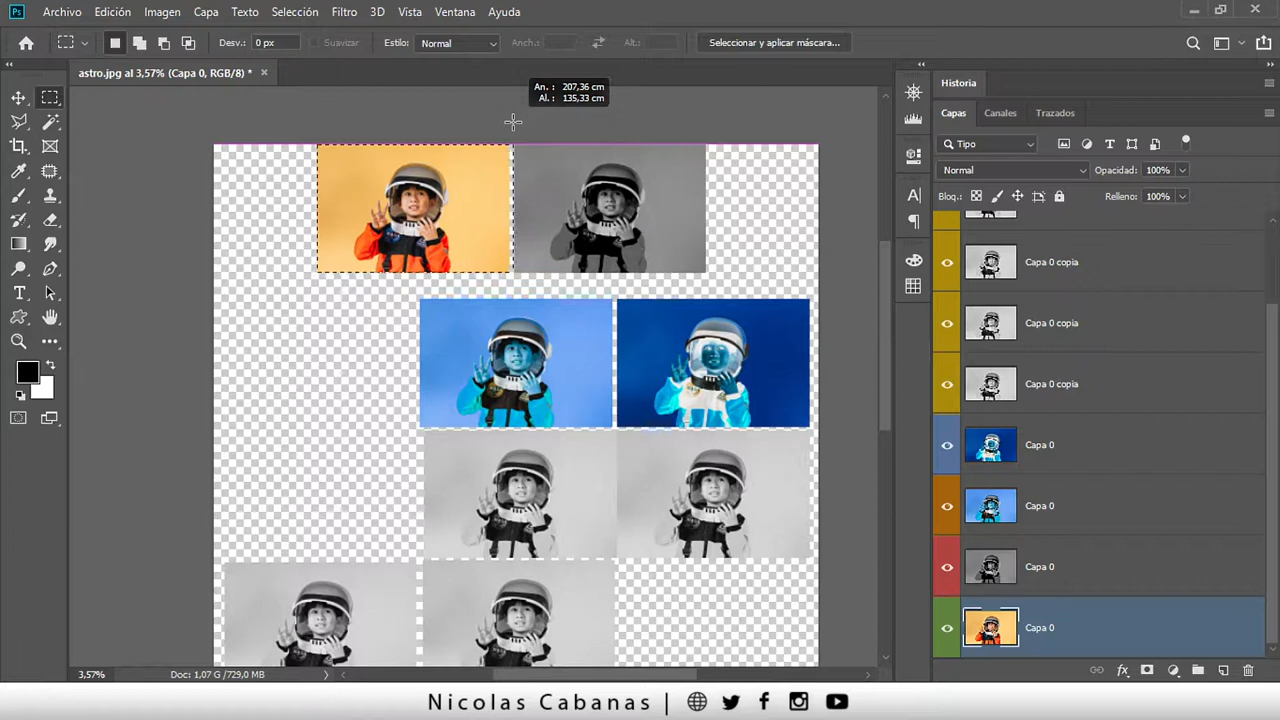 Ps Archivo Edición Imagen Capa Texto Selección Filtro 3D Vista Ventana Ayuda
Desv.: 0 px Suavizar Estilo: Normal Anch.: Alt.: Seleccionar y aplicar máscara...
astro.jpg al 3,57% (Capa 0, RGB/8) *
An. : 207,36 cm
Al. : 135,33 cm
Historia
Capas Canales Trazados
Tipo
Normal Opacidad: 100%
Bloq.: Relleno: 100%
Capa 0 copia
Capa 0 copia
Capa 0 copia
Capa 0
Capa 0
Capa 0
Capa 0
3,57% Doc: 1,07 G/729,0 MB
Nicolas Cabanas |